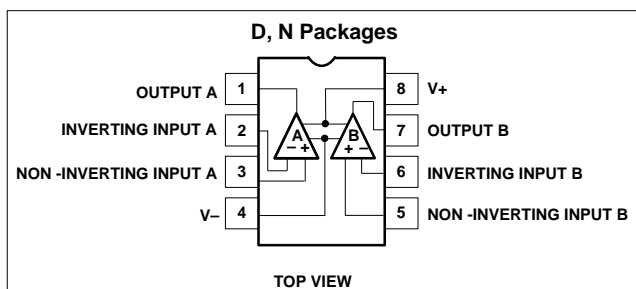 D, N Packages
OUTPUT A 1
8 V+
INVERTING INPUT A 2
7 OUTPUT B
A
B
− +
+ −
NON -INVERTING INPUT A 3
6 INVERTING INPUT B
V– 4
5 NON -INVERTING INPUT B
TOP VIEW